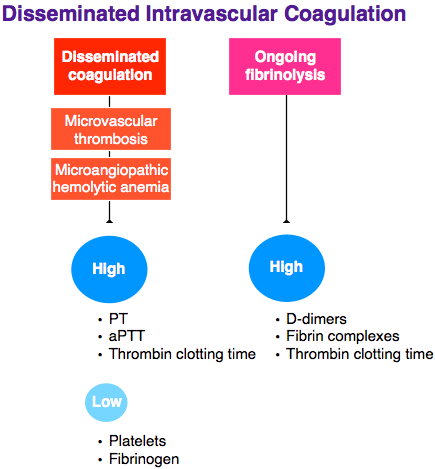 Disseminated Intravascular Coagulation
Disseminated
coagulation
Microvascular
thrombosis
Microangiopathic
hemolytic anemia
High
• PT
• aPTT
• Thrombin clotting time
Low
• Platelets
• Fibrinogen
Ongoing
fibrinolysis
High
• D-dimers
• Fibrin complexes
• Thrombin clotting time